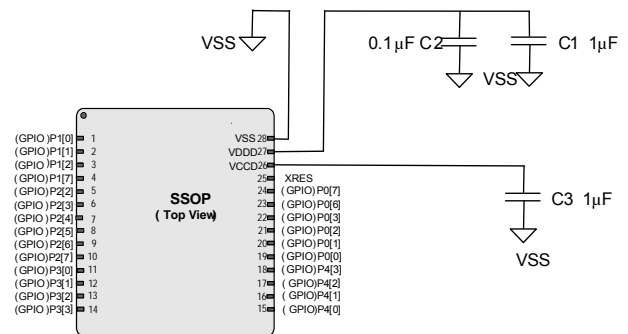 VSS
0.1 µF C2
C1 1µF
VSS
(GPIO )P1[0] 1
(GPIO )P1[1] 2
(GPIO )P1[2] 3
(GPIO )P1[7] 4
(GPIO )P2[2] 5
(GPIO )P2[3] 6
(GPIO )P2[4] 7
(GPIO )P2[5] 8
(GPIO )P2[6] 9
(GPIO)P2[7] 10
(GPIO )P3[0] 11
(GPIO )P3[1] 12
(GPIO )P3[2] 13
(GPIO )P3[3] 14
SSOP
( Top View)
VSS 28
VDDD 27
VCCD 26
25 XRES
24 (GPIO) P0[7]
23 (GPIO) P0[6]
22 (GPIO) P0[3]
21 (GPIO) P0[2]
20 (GPIO) P0[1]
19 (GPIO) P0[0]
18 (GPIO) P4[3]
17 ( GPIO)P4[2]
16 ( GPIO)P4[1]
15 ( GPIO)P4[0]
C3 1µF
VSS